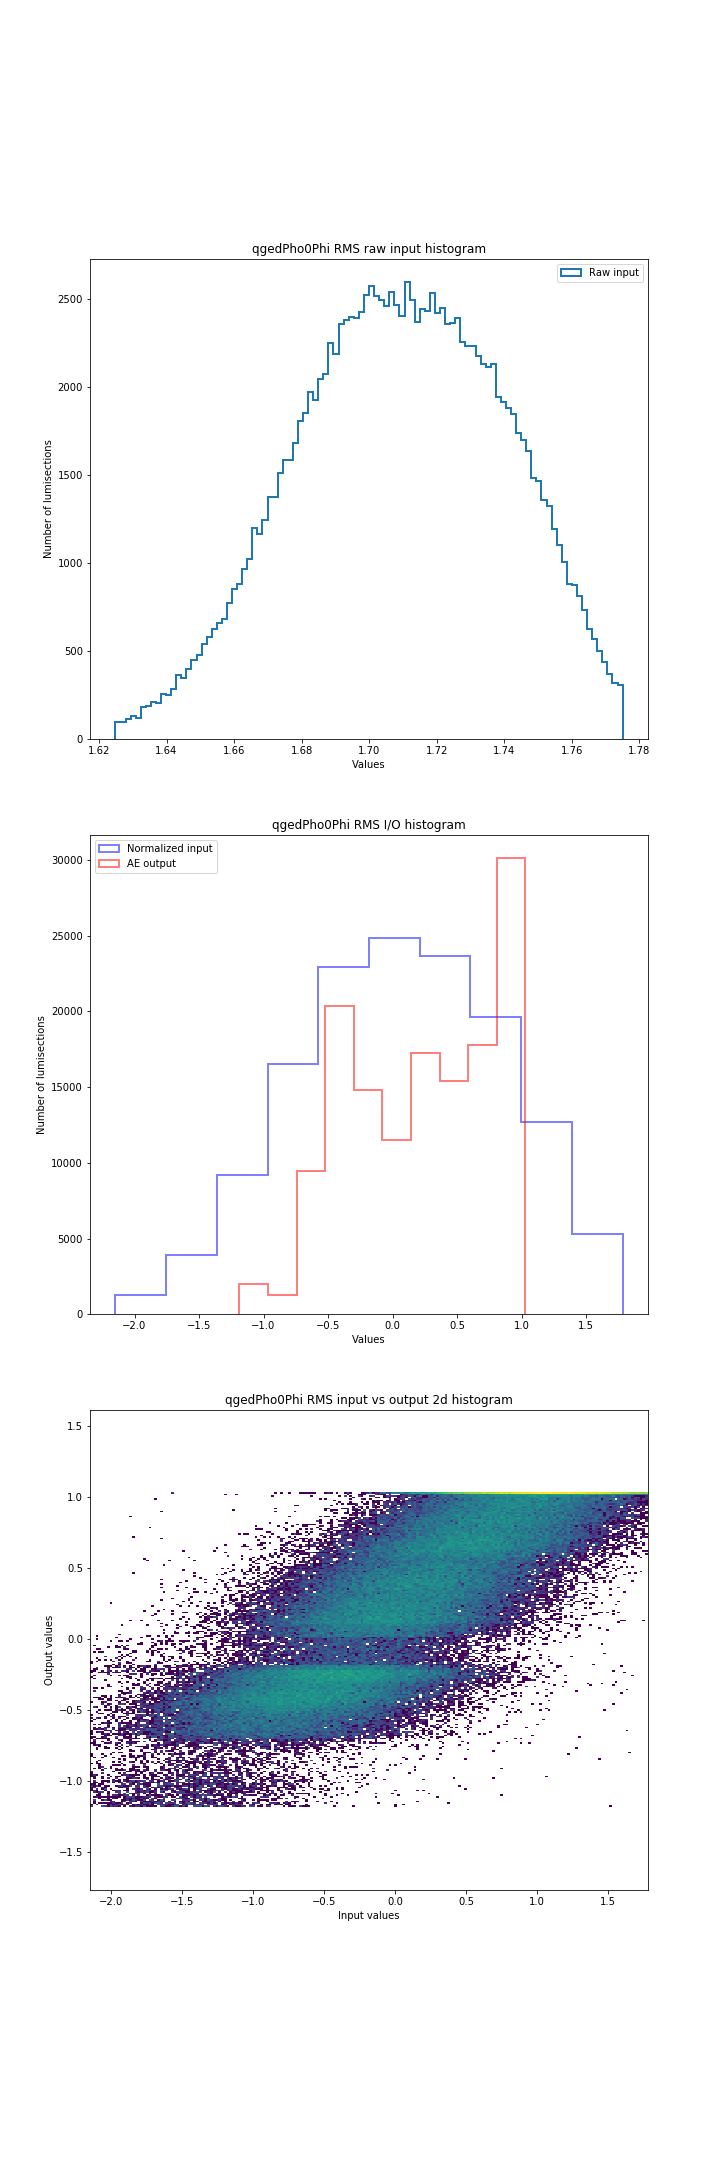 qgedPho0Phi RMS raw input histogram
Raw input
2500
2000
1500
1000
500
0
Number of lumisections
1.62 1.64 1.66 1.68 1.70 1.72 1.74 1.76 1.78
Values
qgedPho0Phi RMS I/O histogram
Normalized input
AE output
30000
25000
20000
15000
10000
5000
0
Number of lumisections
−2.0 −1.5 −1.0 −0.5 0.0 0.5 1.0 1.5
Values
qgedPho0Phi RMS input vs output 2d histogram
1.5
1.0
0.5
0.0
−0.5
−1.0
−1.5
Output values
−2.0 −1.5 −1.0 −0.5 0.0 0.5 1.0 1.5
Input values